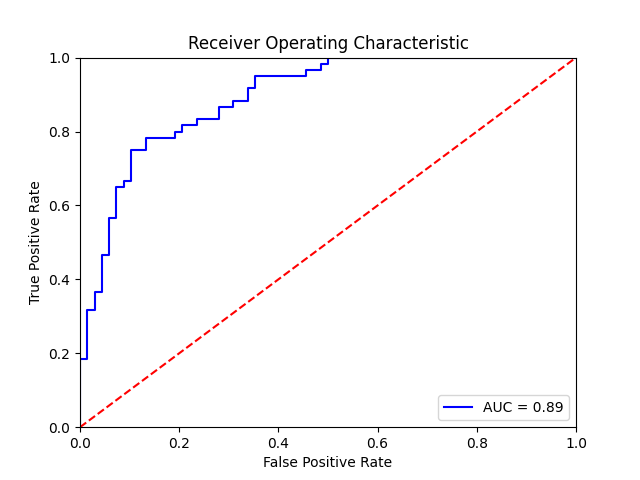 Receiver Operating Characteristic
True Positive Rate
1.0
0.8
0.6
0.4
0.2
0.0
AUC = 0.89
0.0 0.2 0.4 0.6 0.8 1.0
False Positive Rate